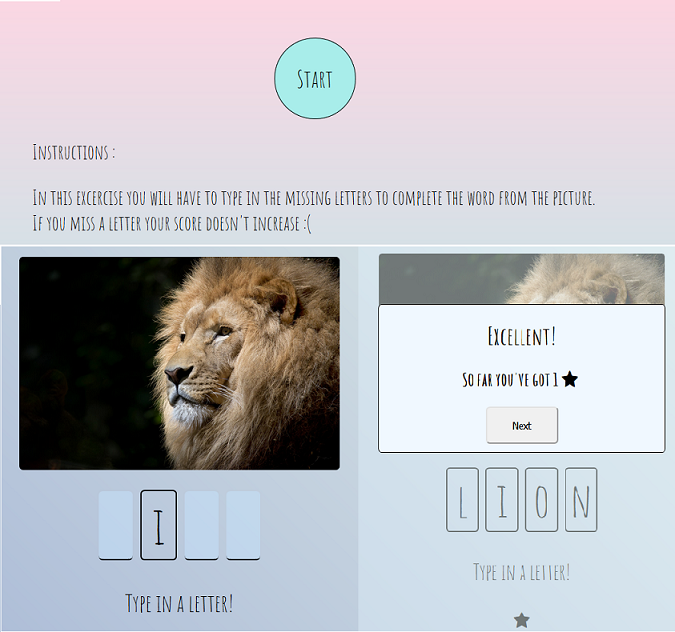 Start
Instructions :
In this excercise you will have to type in the missing letters to complete the word from the picture.
If you miss a letter your score doesn't increase :(
I
Type in a letter!
Excellent!
So far you've got 1 ★
Next
L I O N
Type in a letter!
★